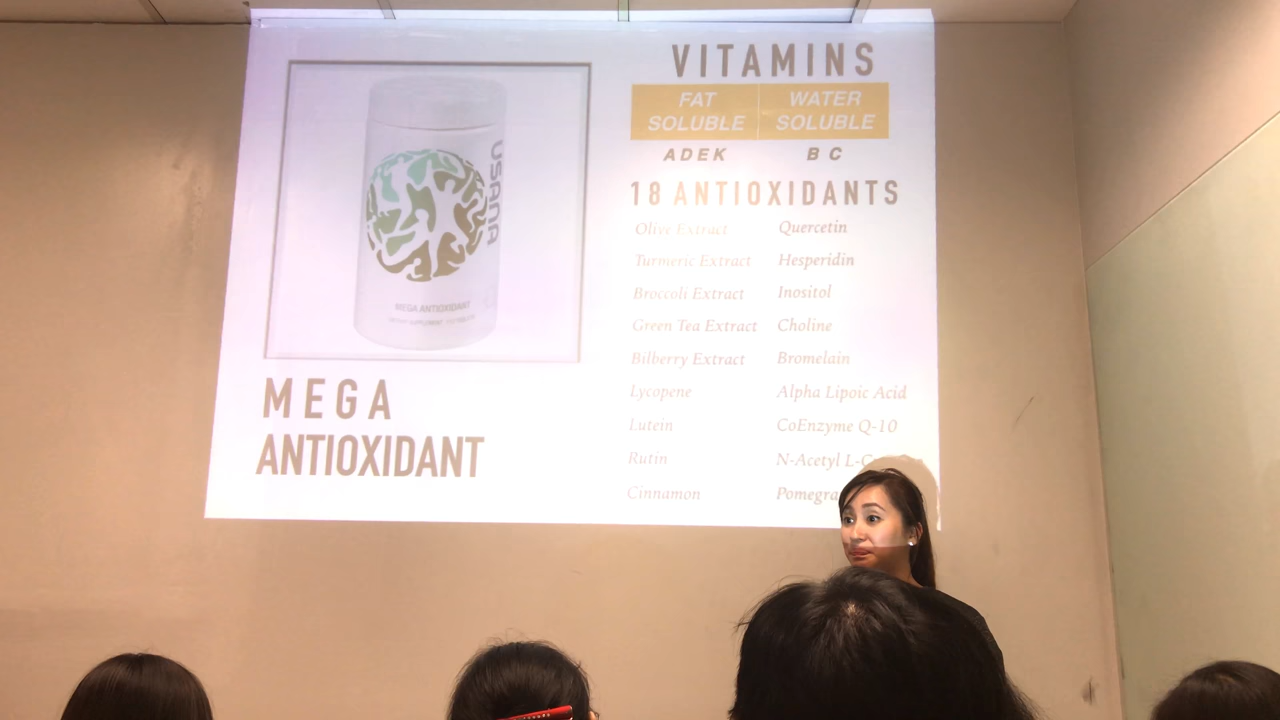 USANA
MEGA ANTIOXIDANT
MEGA
ANTIOXIDANT
VITAMINS
FAT SOLUBLE
WATER SOLUBLE
A D E K
B C
18 ANTIOXIDANTS
Olive Extract
Turmeric Extract
Broccoli Extract
Green Tea Extract
Bilberry Extract
Lycopene
Lutein
Rutin
Cinnamon
Quercetin
Hesperidin
Inositol
Choline
Bromelain
Alpha Lipoic Acid
CoEnzyme Q-10
N-Acetyl